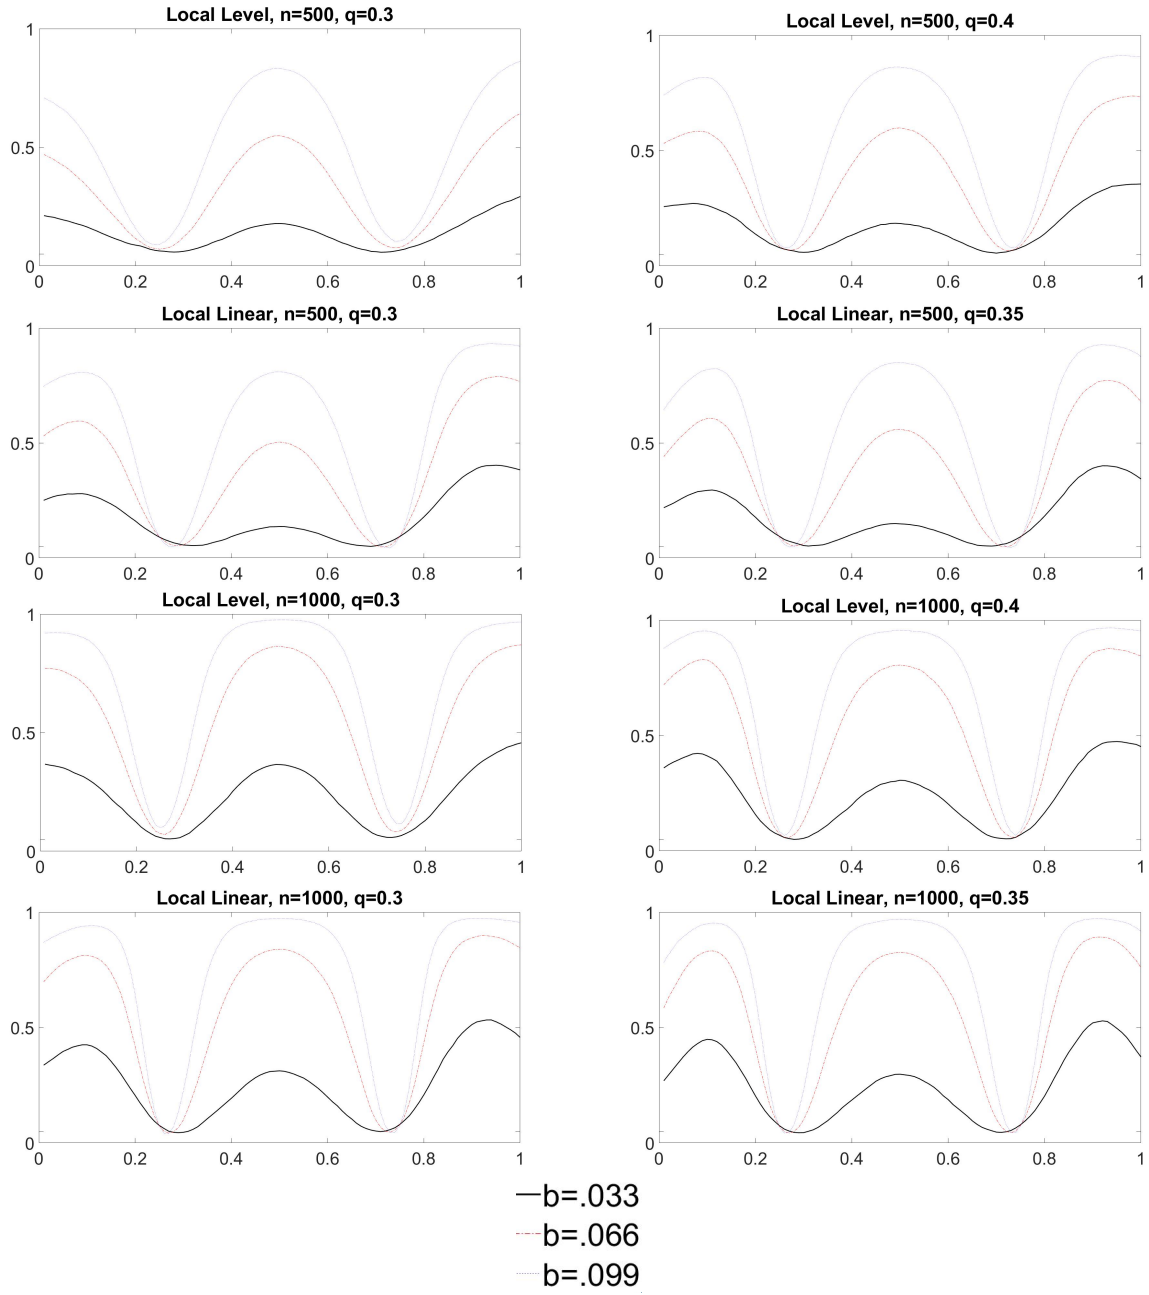 Local Level, n=500, q=0.3
1
0.5
0
0 0.2 0.4 0.6 0.8 1
Local Level, n=500, q=0.4
1
0.5
0
0 0.2 0.4 0.6 0.8 1
Local Linear, n=500, q=0.3
1
0.5
0
0 0.2 0.4 0.6 0.8 1
Local Linear, n=500, q=0.35
1
0.5
0
0 0.2 0.4 0.6 0.8 1
Local Level, n=1000, q=0.3
1
0.5
0
0 0.2 0.4 0.6 0.8 1
Local Level, n=1000, q=0.4
1
0.5
0
0 0.2 0.4 0.6 0.8 1
Local Linear, n=1000, q=0.3
1
0.5
0
0 0.2 0.4 0.6 0.8 1
Local Linear, n=1000, q=0.35
1
0.5
0
0 0.2 0.4 0.6 0.8 1
b=.033
b=.066
b=.099